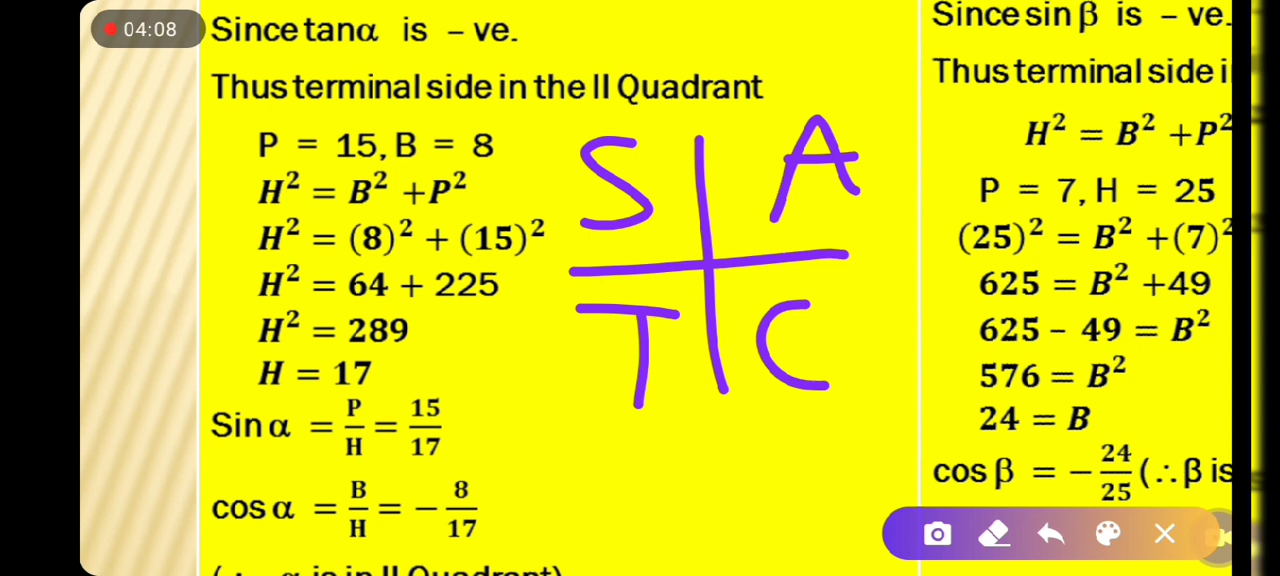 04:08
Since tanα is – ve.
Thus terminal side in the II Quadrant
P = 15, B = 8
H² = B² +P²
H² = (8)² + (15)²
H² = 64 + 225
H² = 289
H = 17
Sin α = P/H = 15/17
cos α = B/H = – 8/17
S A
T C
Since sin β is – ve.
Thus terminal side i
H² = B² +P²
P = 7, H = 25
(25)² = B² +(7)²
625 = B² +49
625 – 49 = B²
576 = B²
24 = B
cos β = – 24/25 (∴ β is